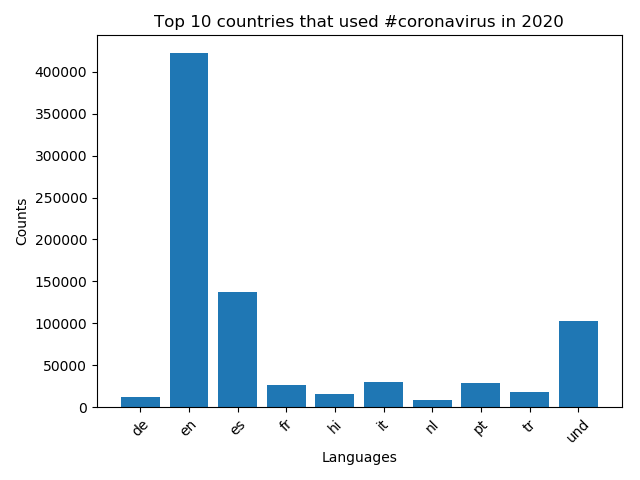 Top 10 countries that used #coronavirus in 2020
400000
350000
300000
250000
200000
150000
100000
50000
0
Counts
de
en
es
fr
hi
it
nl
pt
tr
und
Languages